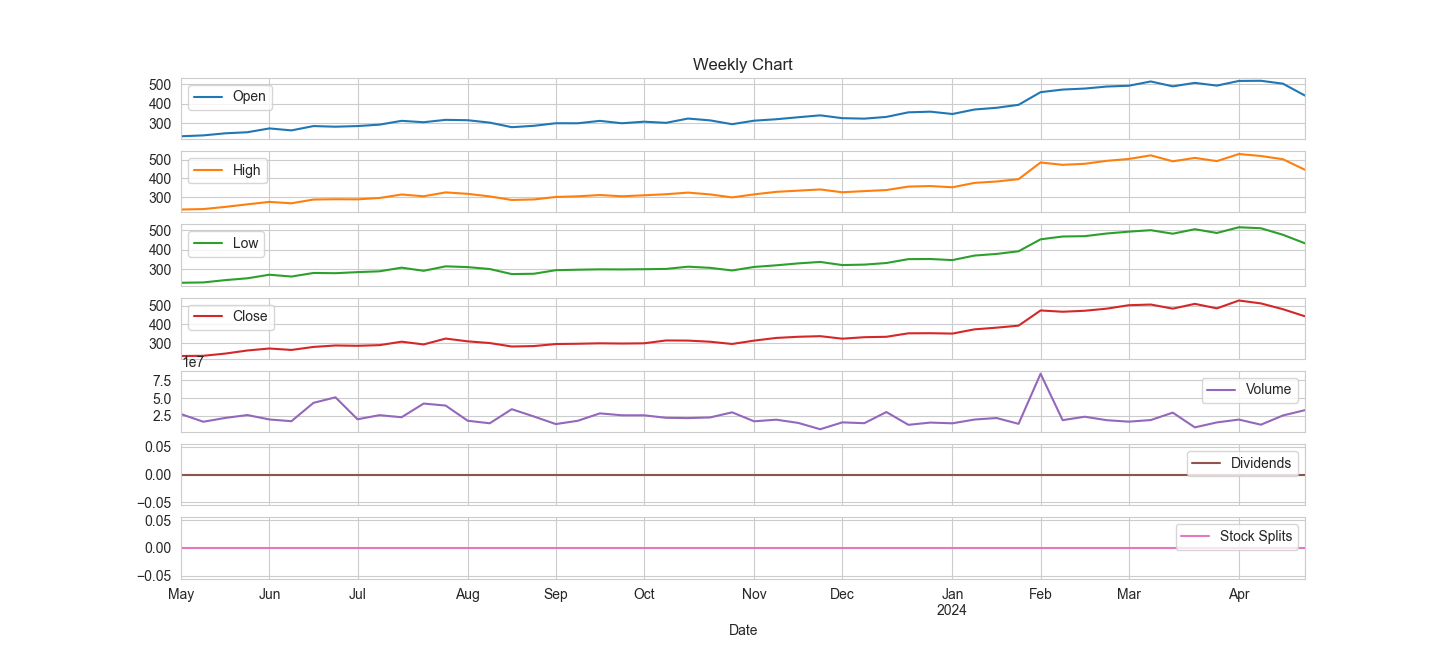 Weekly Chart
500
400
300
Open
500
400
300
High
500
400
300
Low
500
400
300
Close
1e7
7.5
5.0
2.5
Volume
0.05
0.00
−0.05
Dividends
0.05
0.00
−0.05
Stock Splits
May Jun Jul Aug Sep Oct Nov Dec Jan Feb Mar Apr
2024
Date